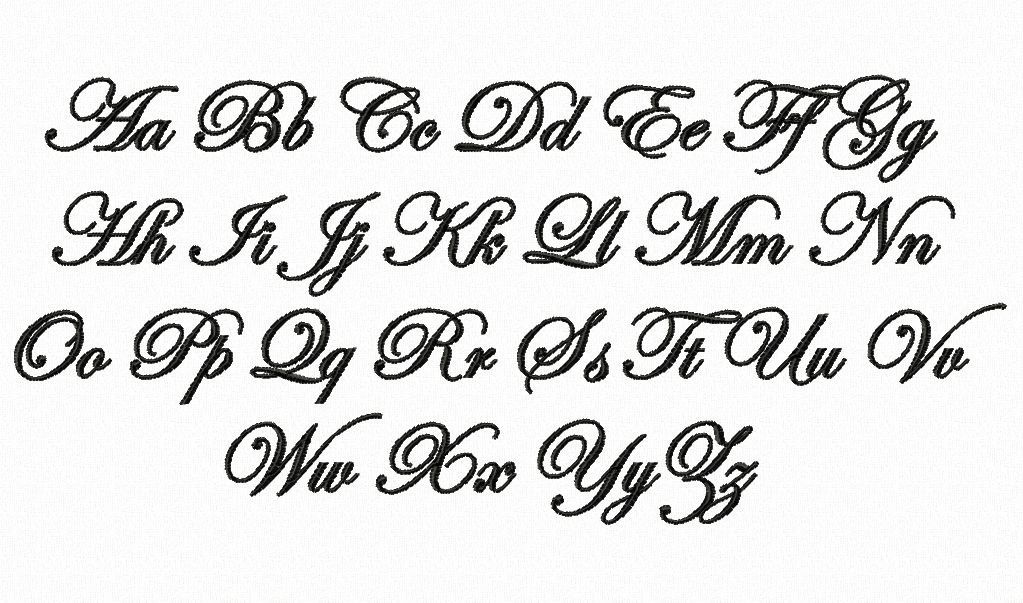 Aa Bb Cc Dd Ee Ff Gg
Hh Ii Jj Kk Ll Mm Nn
Oo Pp Qq Rr Ss Tt Uu Vv
Ww Xx Yy Zz